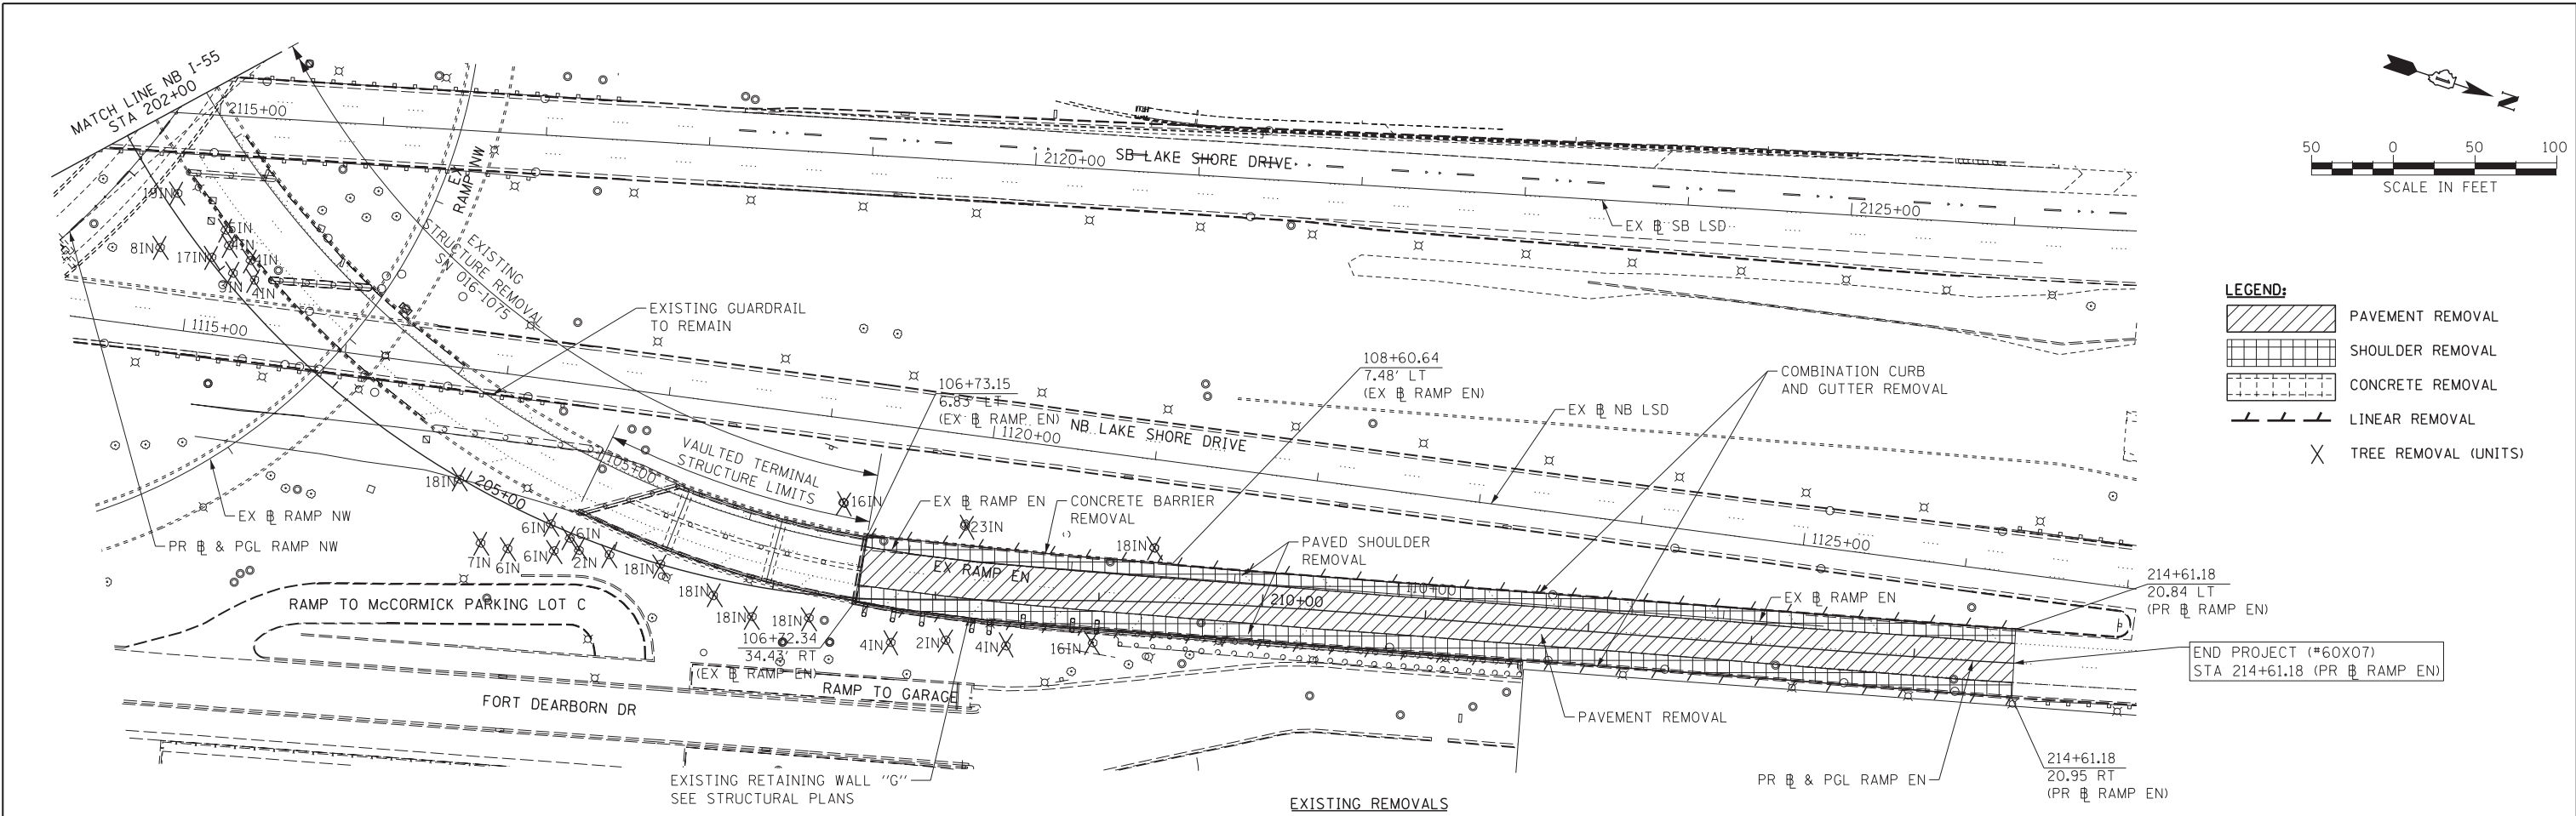 MATCH LINE NB I-55
STA 202+00
2115+00
EX
RAMP NW
SB LAKE SHORE DRIVE
2120+00
2125+00
EX ⅊ SB LSD
N
50 0 50 100
SCALE IN FEET
19IN
8IN
17IN
4IN
4IN
EXISTING
STRUCTURE REMOVAL
SN 016-1075
1115+00
EXISTING GUARDRAIL
TO REMAIN
LEGEND:
PAVEMENT REMOVAL
SHOULDER REMOVAL
CONCRETE REMOVAL
LINEAR REMOVAL
TREE REMOVAL (UNITS)
106+73.15
6.83' LT
(EX ⅊ RAMP EN)
108+60.64
7.48' LT
(EX ⅊ RAMP EN)
COMBINATION CURB
AND GUTTER REMOVAL
EX ⅊ NB LSD
1120+00
NB LAKE SHORE DRIVE
1125+00
VAULTED TERMINAL
STRUCTURE LIMITS
105+00
205+00
18IN
16IN
23IN
18IN
EX ⅊ RAMP NW
PR ⅊ & PGL RAMP NW
EX ⅊ RAMP EN
CONCRETE BARRIER
REMOVAL
PAVED SHOULDER
REMOVAL
6IN
6IN
7IN
6IN
6IN
2IN
18IN
18IN
18IN
18IN
EX RAMP EN
210+00
110+00
EX ⅊ RAMP EN
214+61.18
20.84 LT
(PR ⅊ RAMP EN)
END PROJECT (#60X07)
STA 214+61.18 (PR ⅊ RAMP EN)
RAMP TO McCORMICK PARKING LOT C
106+72.34
34.43' RT
(EX ⅊ RAMP EN)
4IN
2IN
4IN
16IN
RAMP TO GARAGE
FORT DEARBORN DR
PAVEMENT REMOVAL
EXISTING RETAINING WALL "G"
SEE STRUCTURAL PLANS
PR ⅊ & PGL RAMP EN
214+61.18
20.95 RT
(PR ⅊ RAMP EN)
EXISTING REMOVALS